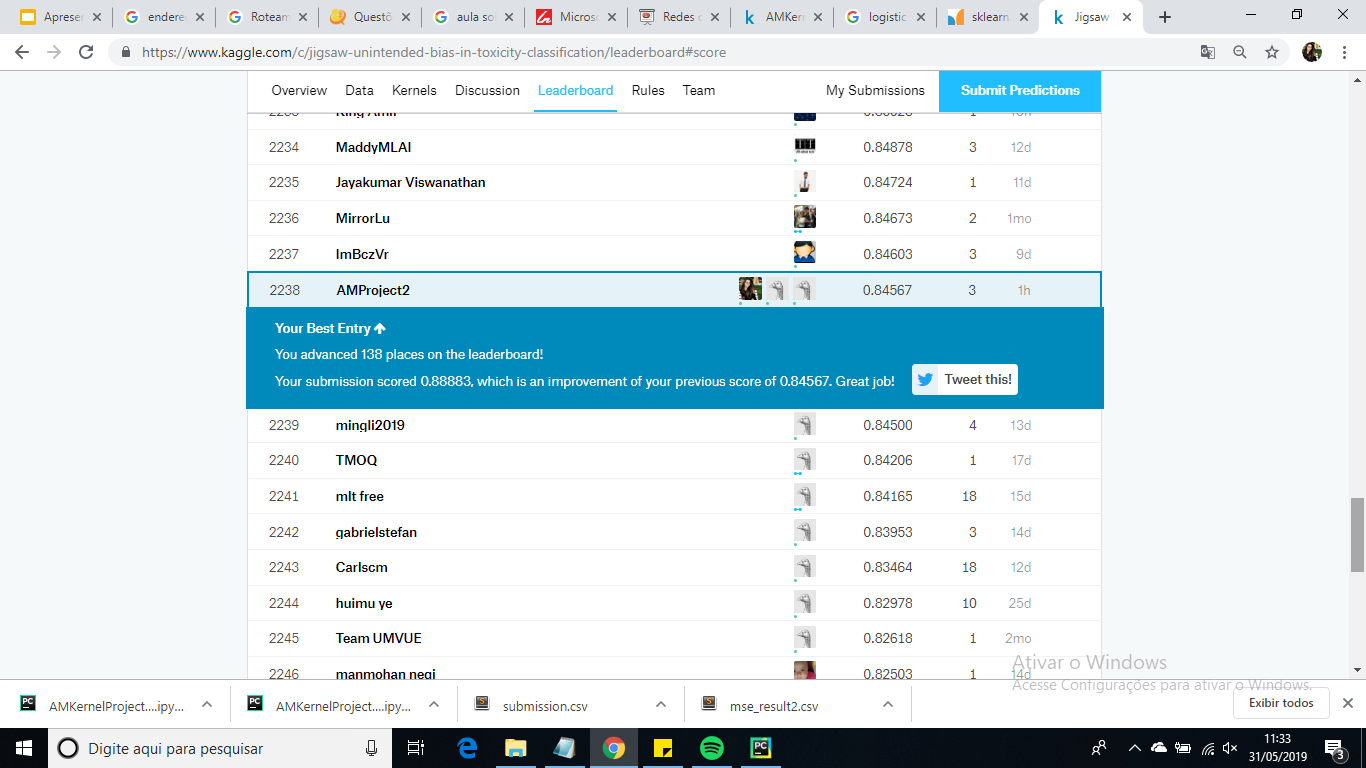 Apreser
endere
Roteam
Questõ
aula so
Micros
Redes
AMKer
logistic
sklearn
Jigsaw
https://www.kaggle.com/c/jigsaw-unintended-bias-in-toxicity-classification/leaderboard#score
Overview Data Kernels Discussion Leaderboard Rules Team My Submissions Submit Predictions
2234 MaddyMLAI 0.84878 3 12d
2235 Jayakumar Viswanathan 0.84724 1 11d
2236 MirrorLu 0.84673 2 1mo
2237 ImBczVr 0.84603 3 9d
2238 AMProject2 0.84567 3 1h
Your Best Entry
You advanced 138 places on the leaderboard!
Your submission scored 0.88883, which is an improvement of your previous score of 0.84567. Great job!
Tweet this!
2239 mingli2019 0.84500 4 13d
2240 TMOQ 0.84206 1 17d
2241 mlt free 0.84165 18 15d
2242 gabrielstefan 0.83953 3 14d
2243 Carlscm 0.83464 18 12d
2244 huimu ye 0.82978 10 25d
2245 Team UMVUE 0.82618 1 2mo
2246 manmohan negi 0.82503 1 14d
Ativar o Windows
Acesse Configurações para ativar o Windows.
AMKernelProject....ipy...
AMKernelProject....ipy...
submission.csv
mse_result2.csv
Exibir todos
Digite aqui para pesquisar
11:33
31/05/2019
3